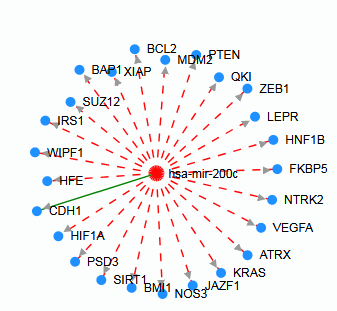 BCL2
PTEN
MDM2
BAP1
XIAP
QKI
ZEB1
SUZ12
LEPR
IRS1
HNF1B
WIPF1
FKBP5
hsa-mir-200c
HFE
NTRK2
CDH1
VEGFA
HIF1A
ATRX
PSD3
KRAS
SIRT1
JAZF1
BMI1
NOS3